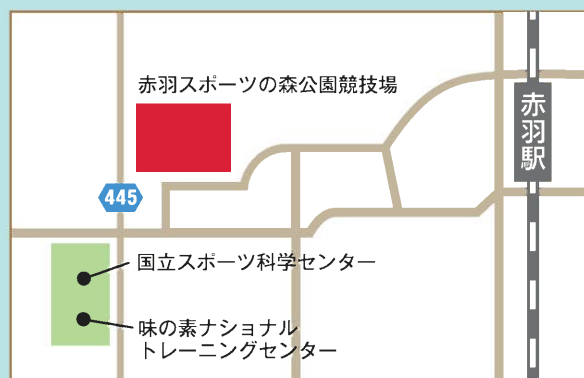 赤羽スポーツの森公園競技場
赤羽駅
445
国立スポーツ科学センター
味の素ナショナル
トレーニングセンター